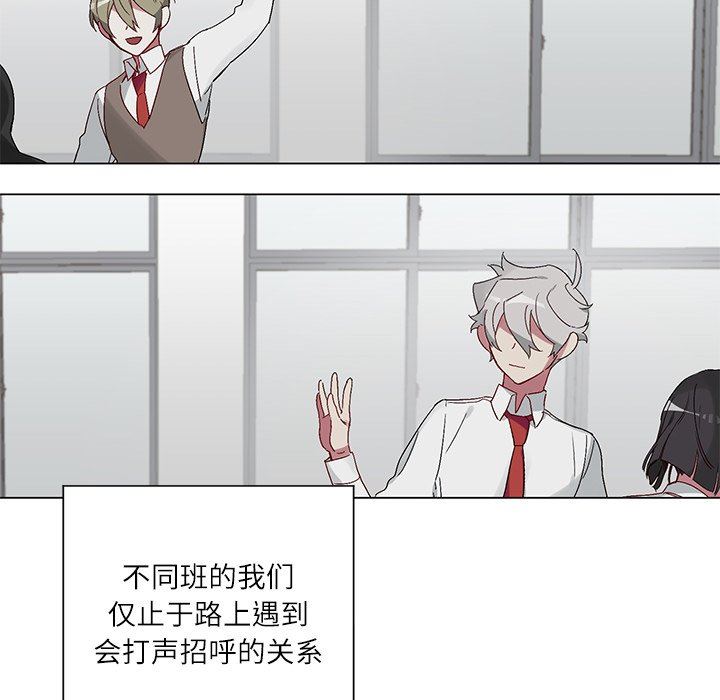 不同班的我们
仅止于路上遇到
会打声招呼的关系